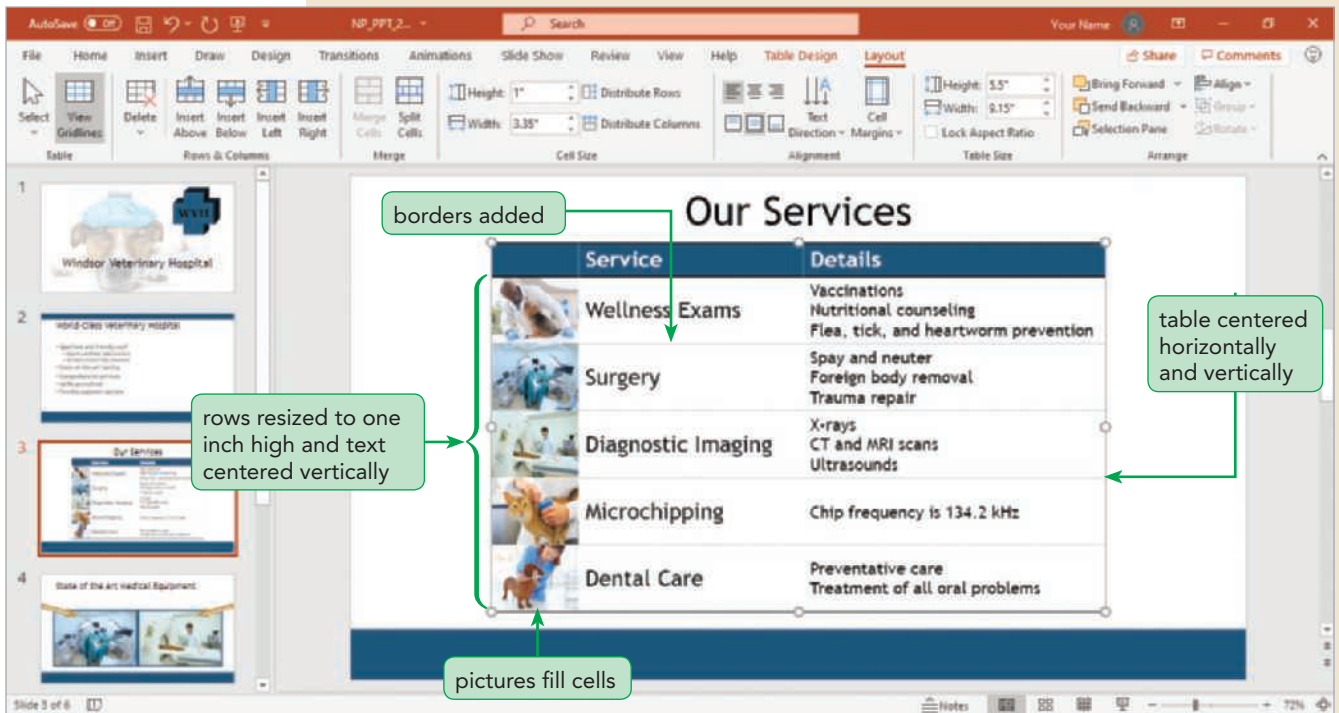 AutoSave Off NP_PPT_2... Search Your Name
File Home Insert Draw Design Transitions Animations Slide Show Review View Help Table Design Layout Share Comments
Select
View Gridlines
Table
Delete
Insert Above
Insert Below
Insert Left
Insert Right
Rows & Columns
Merge Cells
Split Cells
Merge
Height: 1" Distribute Rows
Width: 3.35" Distribute Columns
Cell Size
Text Direction
Cell Margins
Alignment
Height: 5.5"
Width: 9.15"
Lock Aspect Ratio
Table Size
Bring Forward Align
Send Backward Group
Selection Pane Rotate
Arrange
1
WVH
Windsor Veterinary Hospital
2
World-Class Veterinary Hospital
3
Our Services
4
State of the Art Medical Equipment
Our Services
Service Details
Wellness Exams
Vaccinations
Nutritional counseling
Flea, tick, and heartworm prevention
Surgery
Spay and neuter
Foreign body removal
Trauma repair
Diagnostic Imaging
X-rays
CT and MRI scans
Ultrasounds
Microchipping
Chip frequency is 134.2 kHz
Dental Care
Preventative care
Treatment of all oral problems
borders added
table centered
horizontally
and vertically
rows resized to one
inch high and text
centered vertically
pictures fill cells
Slide 3 of 6 Notes 72%